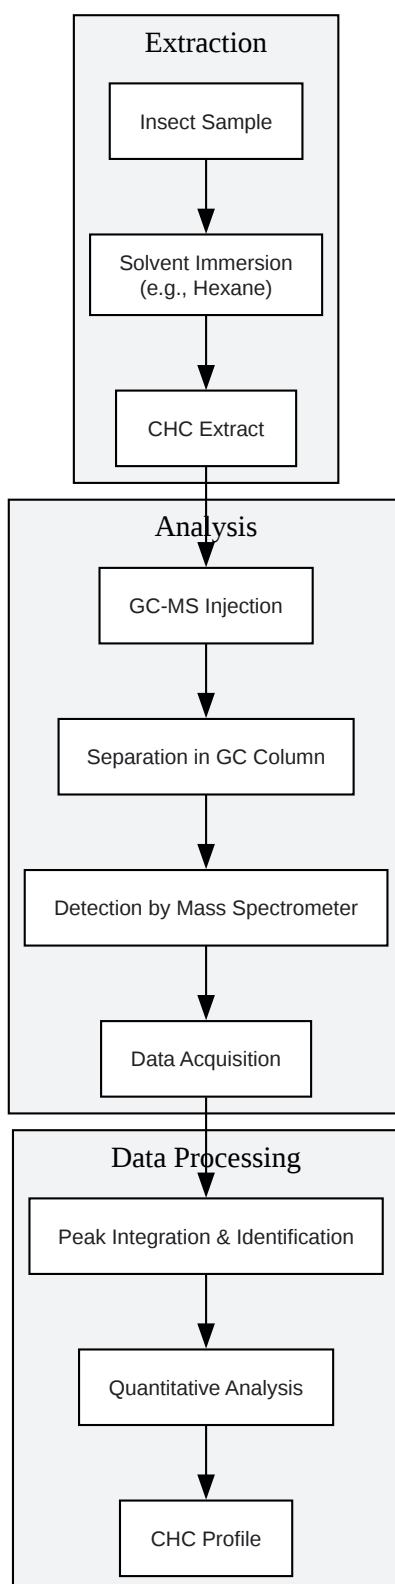 Extraction
Insect Sample
Solvent Immersion
(e.g., Hexane)
CHC Extract
Analysis
GC-MS Injection
Separation in GC Column
Detection by Mass Spectrometer
Data Acquisition
Data Processing
Peak Integration & Identification
Quantitative Analysis
CHC Profile